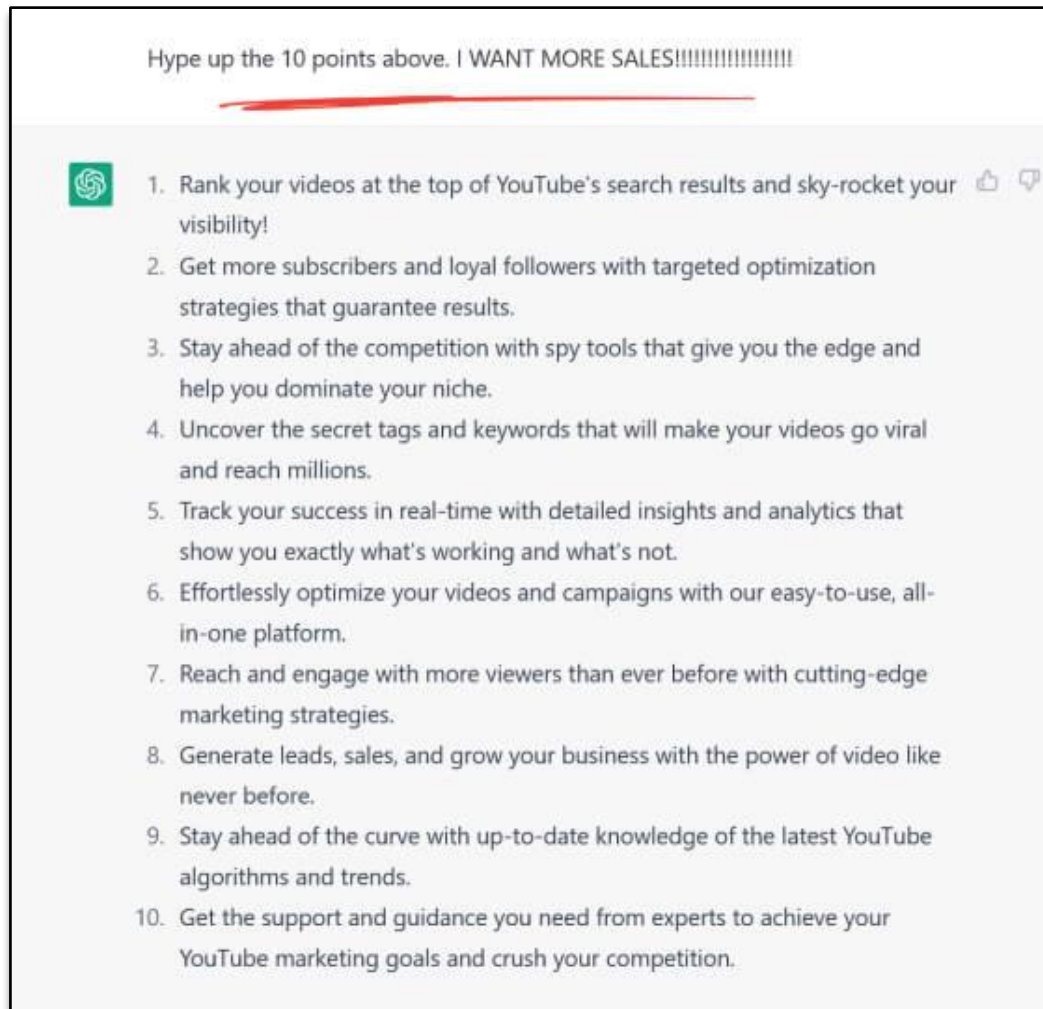 Hype up the 10 points above. I WANT MORE SALES!!!!!!!!!!!!!!!!!!
1. Rank your videos at the top of YouTube's search results and sky-rocket your
visibility!
2. Get more subscribers and loyal followers with targeted optimization
strategies that guarantee results.
3. Stay ahead of the competition with spy tools that give you the edge and
help you dominate your niche.
4. Uncover the secret tags and keywords that will make your videos go viral
and reach millions.
5. Track your success in real-time with detailed insights and analytics that
show you exactly what's working and what's not.
6. Effortlessly optimize your videos and campaigns with our easy-to-use, all-
in-one platform.
7. Reach and engage with more viewers than ever before with cutting-edge
marketing strategies.
8. Generate leads, sales, and grow your business with the power of video like
never before.
9. Stay ahead of the curve with up-to-date knowledge of the latest YouTube
algorithms and trends.
10. Get the support and guidance you need from experts to achieve your
YouTube marketing goals and crush your competition.